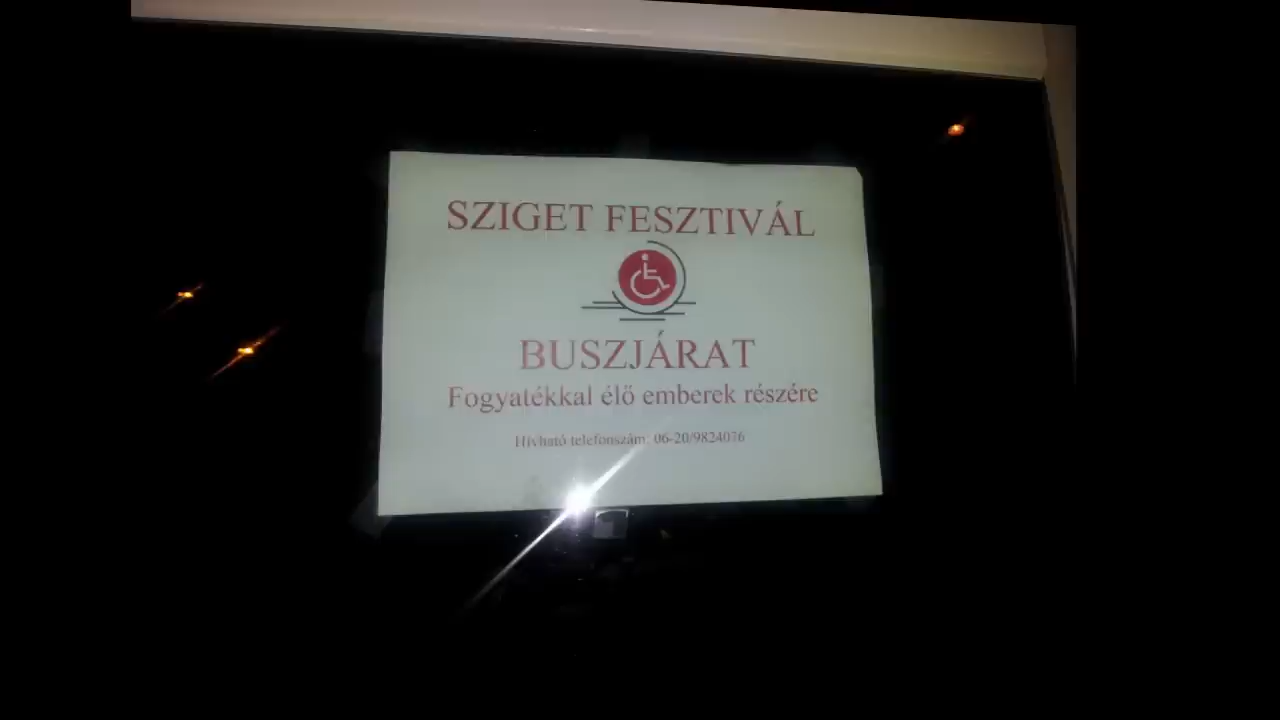 SZIGET FESZTIVÁL
BUSZJÁRAT
Fogyatékkal élő emberek részére
Hívható telefonszám: 06-20/9824076